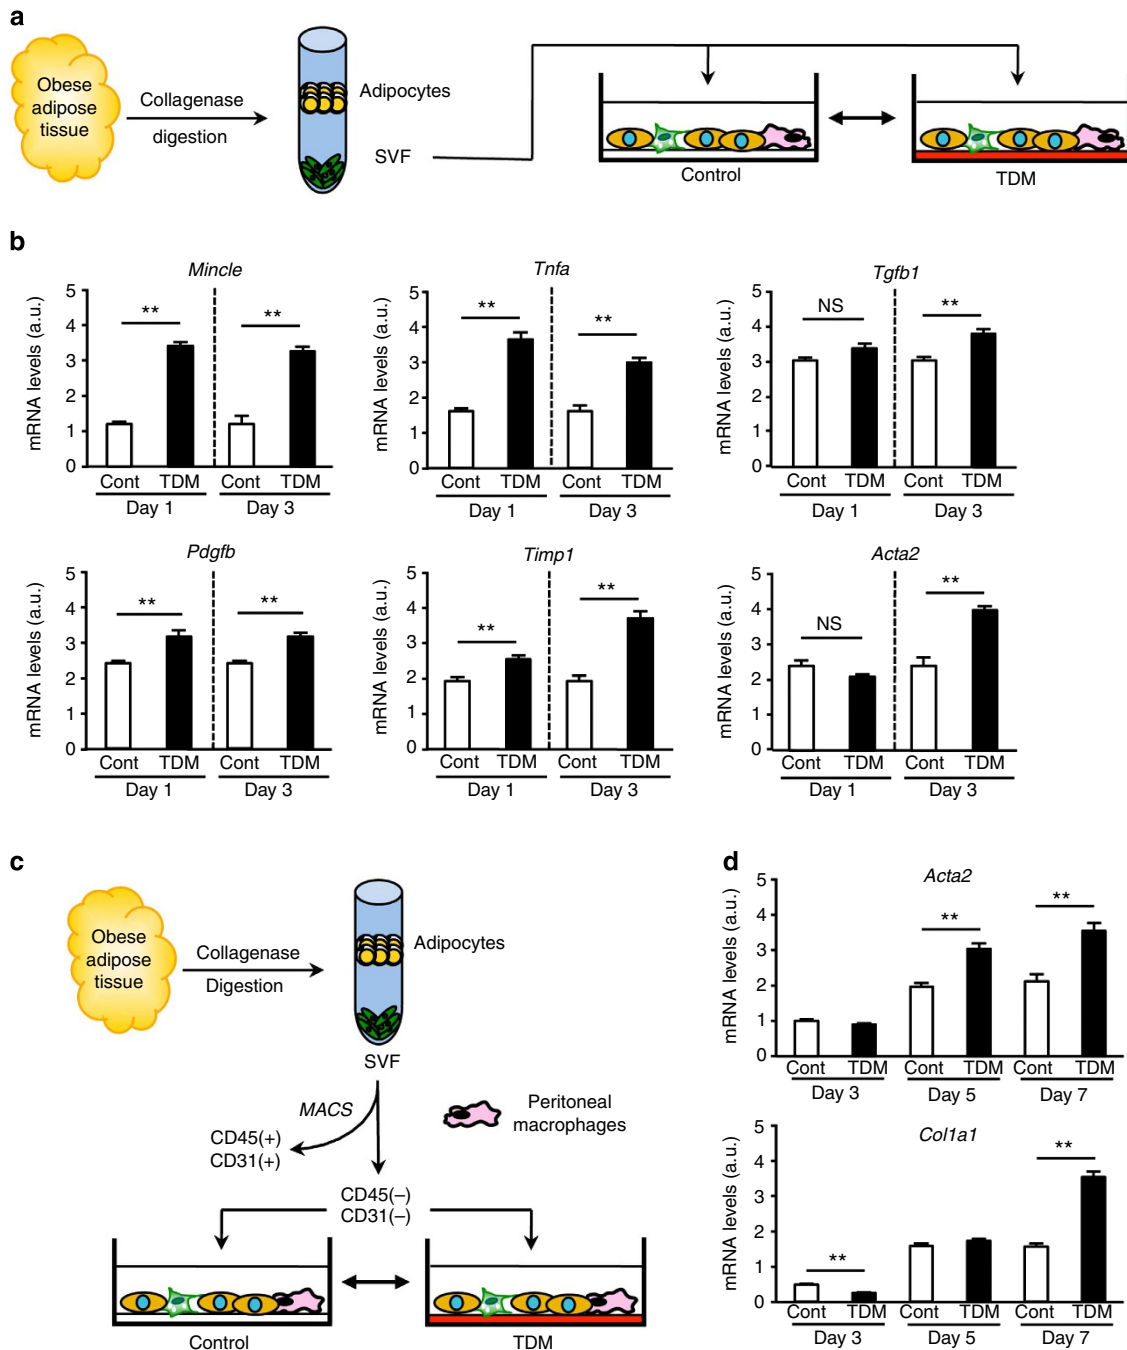 a
Obese
adipose
tissue
Collagenase
digestion
Adipocytes
SVF
Control
TDM
b
Mincle
mRNA levels (a.u.)
5
4
3
2
1
0
**
**
Cont TDM Cont TDM
Day 1 Day 3
Tnfa
mRNA levels (a.u.)
5
4
3
2
1
0
**
**
Cont TDM Cont TDM
Day 1 Day 3
Tgfb1
mRNA levels (a.u.)
5
4
3
2
1
0
NS
**
Cont TDM Cont TDM
Day 1 Day 3
Pdgfb
mRNA levels (a.u.)
5
4
3
2
1
0
**
**
Cont TDM Cont TDM
Day 1 Day 3
Timp1
mRNA levels (a.u.)
5
4
3
2
1
0
**
**
Cont TDM Cont TDM
Day 1 Day 3
Acta2
mRNA levels (a.u.)
5
4
3
2
1
0
NS
**
Cont TDM Cont TDM
Day 1 Day 3
c
Obese
adipose
tissue
Collagenase
Digestion
Adipocytes
SVF
MACS
CD45(+)
CD31(+)
Peritoneal
macrophages
CD45(–)
CD31(–)
Control
TDM
d
Acta2
mRNA levels (a.u.)
5
4
3
2
1
0
**
**
Cont TDM Cont TDM Cont TDM
Day 3 Day 5 Day 7
Col1a1
mRNA levels (a.u.)
5
4
3
2
1
0
**
**
Cont TDM Cont TDM Cont TDM
Day 3 Day 5 Day 7